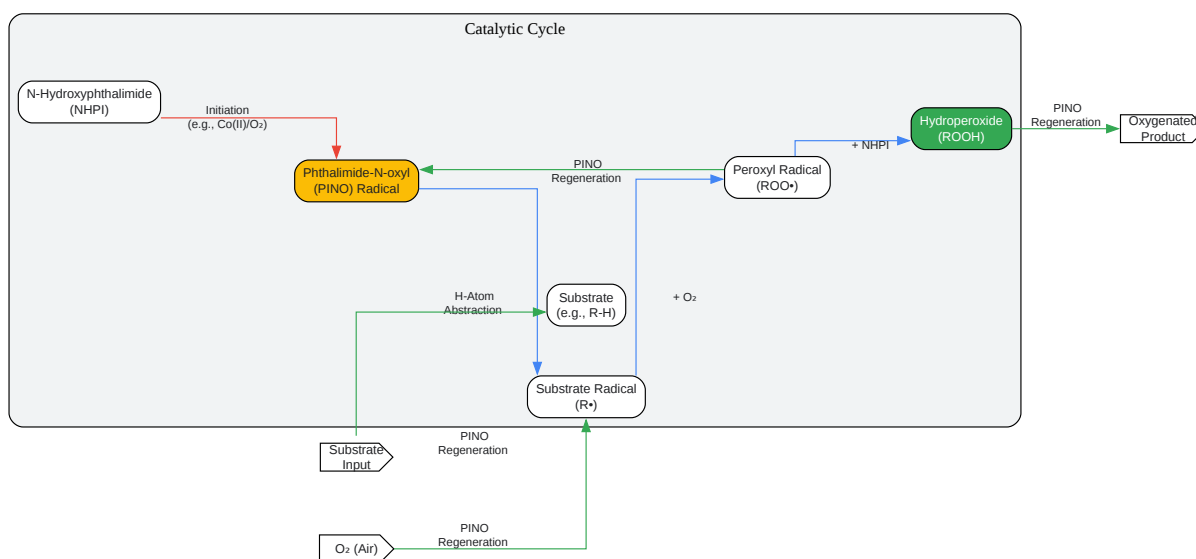 Catalytic Cycle
N-Hydroxyphthalimide
(NHPI)
Initiation
(e.g., Co(II)/O₂)
Phthalimide-N-oxyl
(PINO) Radical
PINO
Regeneration
Peroxyl Radical
(ROO•)
+ NHPI
Hydroperoxide
(ROOH)
PINO
Regeneration
Oxygenated
Product
H-Atom
Abstraction
Substrate
(e.g., R-H)
+ O₂
Substrate Radical
(R•)
Substrate
Input
PINO
Regeneration
O₂ (Air)
PINO
Regeneration